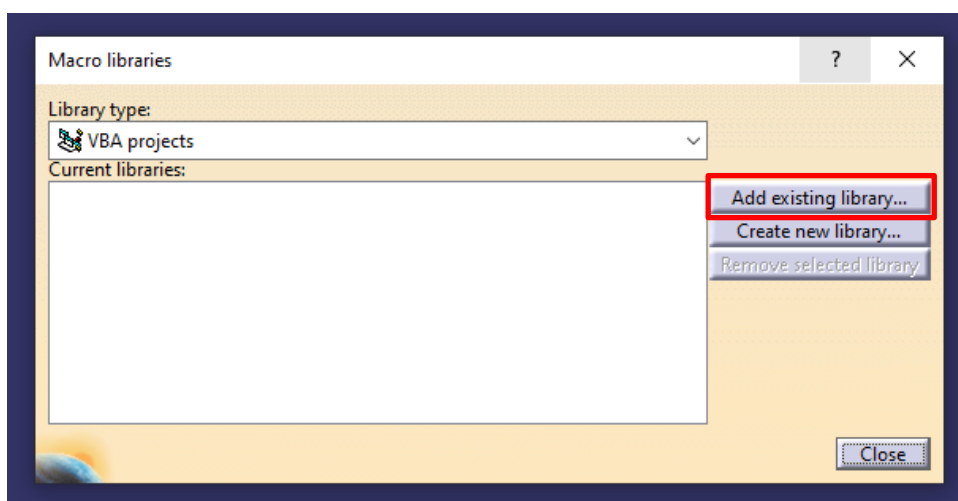 Macro libraries
?
Library type:
VBA projects
Current libraries:
Add existing library...
Create new library...
Remove selected library
Close